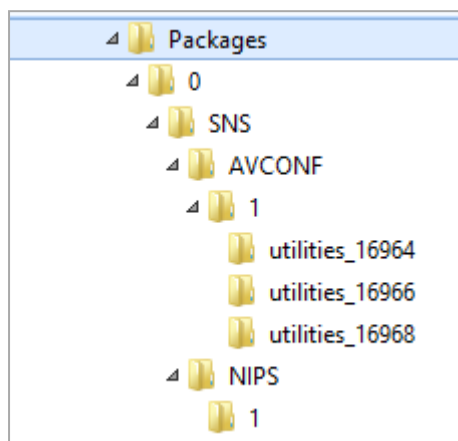 Packages
0
SNS
AVCONF
1
utilities_16964
utilities_16966
utilities_16968
NIPS
1